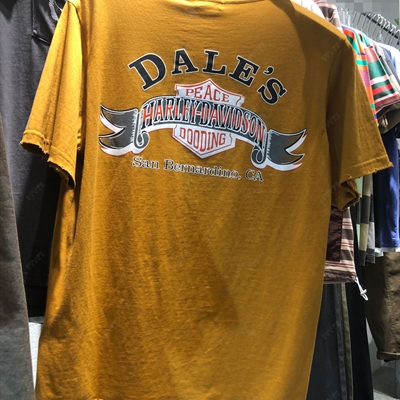 DALE'S
PEACE
HARLEY-DAVIDSON
DOODING
San Bernardino, CA